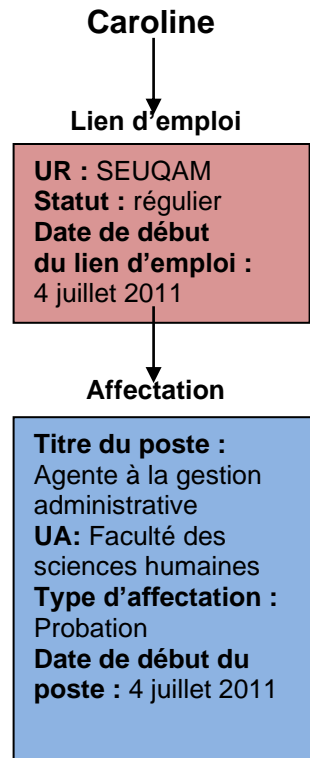 Caroline
Lien d'emploi
UR : SEUQAM
Statut : régulier
Date de début
du lien d'emploi :
4 juillet 2011
Affectation
Titre du poste :
Agente à la gestion
administrative
UA: Faculté des
sciences humaines
Type d'affectation :
Probation
Date de début du
poste : 4 juillet 2011